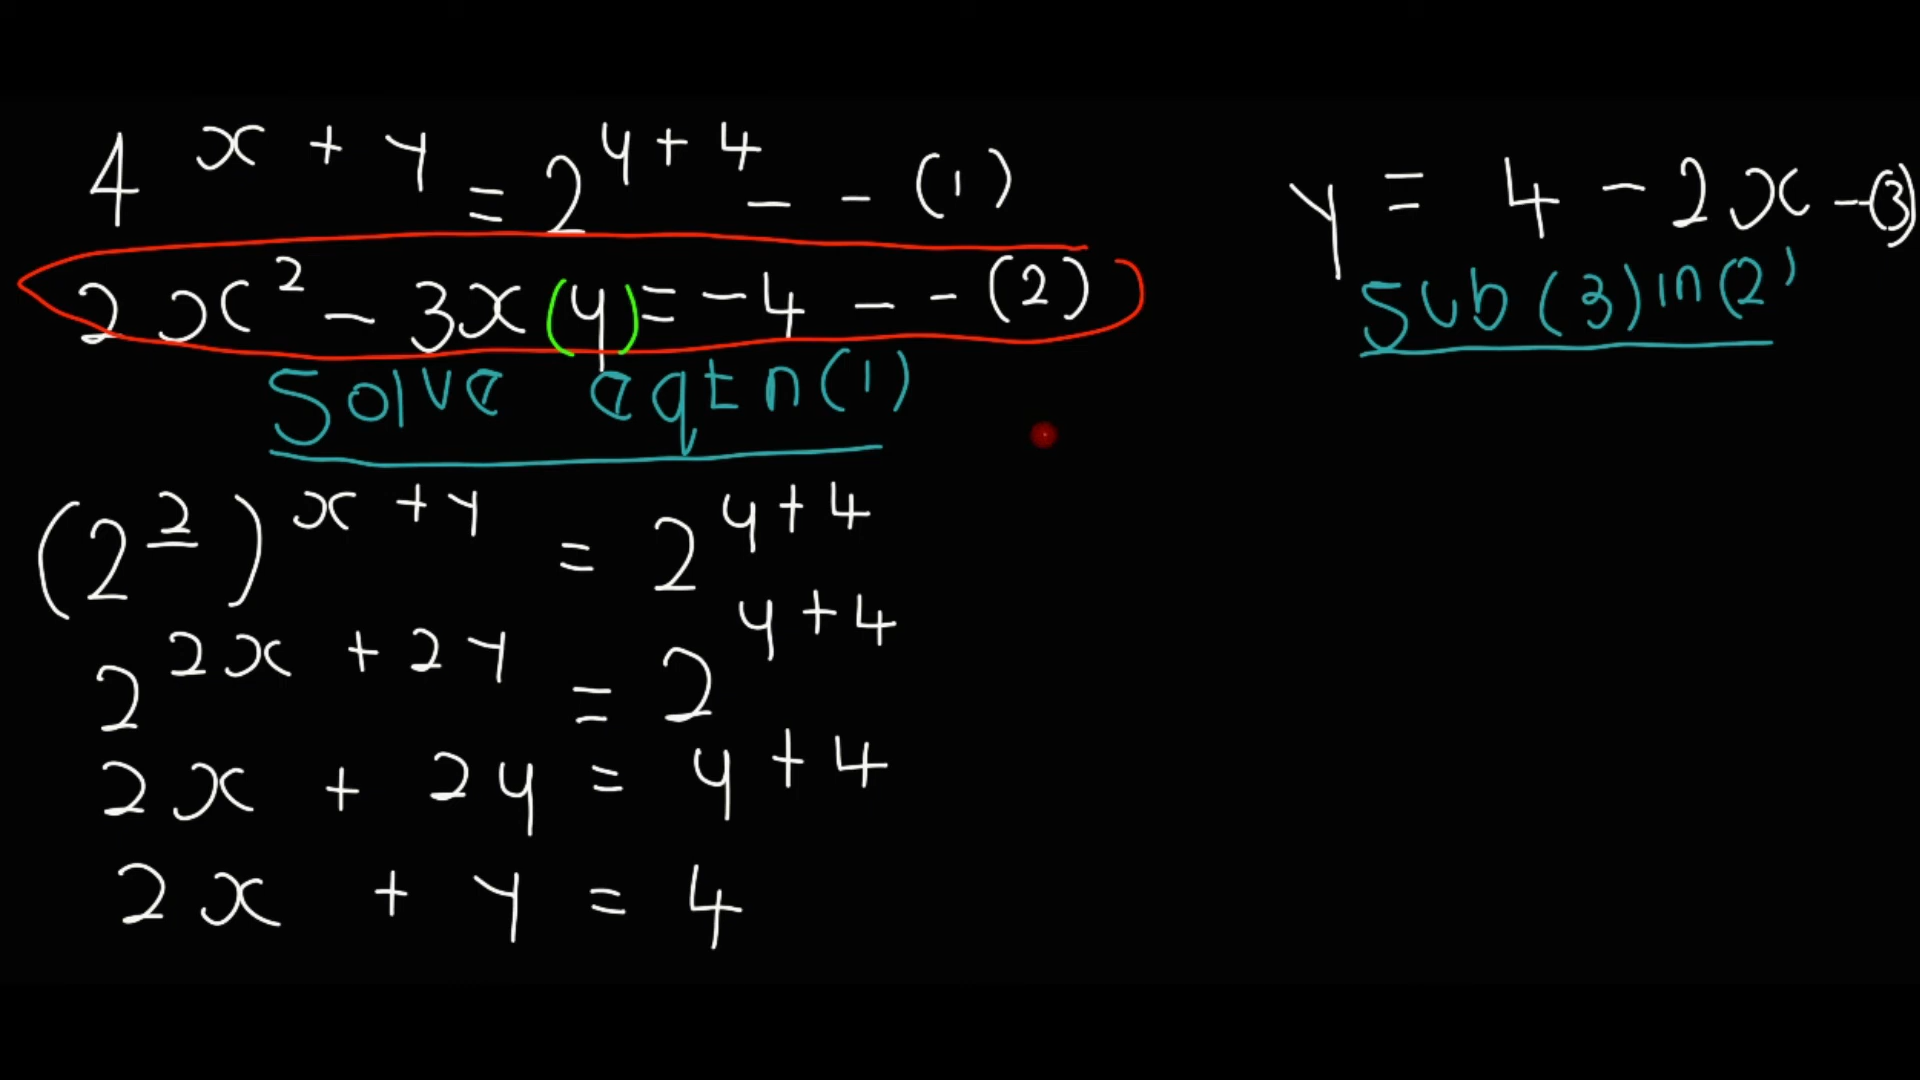 4^{x + y} = 2^{y + 4} - - (1)
2x² - 3x(y) = -4 - - (2)
Solve eqtn(1)
(2²)^{x + y} = 2^{y + 4}
2^{2x + 2y} = 2^{y + 4}
2x + 2y = y + 4
2x + y = 4
y = 4 - 2x -(3)
Sub (3) in (2)